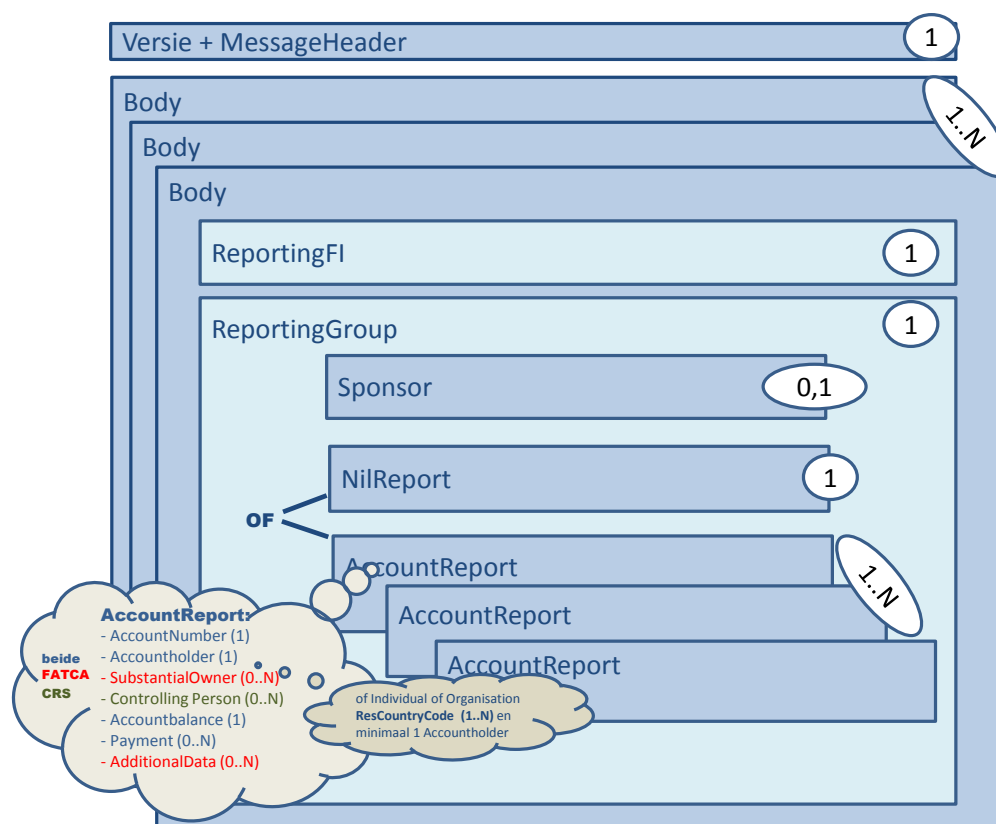 Versie + MessageHeader
1
Body
1..N
Body
Body
ReportingFI
1
ReportingGroup
1
Sponsor
0,1
NilReport
1
OF
AccountReport
1..N
AccountReport
AccountReport
AccountReport:
- AccountNumber (1)
- Accountholder (1)
- SubstantialOwner (0..N)
- Controlling Person (0..N)
- Accountbalance (1)
- Payment (0..N)
- AdditionalData (0..N)
beide
FATCA
CRS
of Individual of Organisation
ResCountryCode (1..N) en
minimaal 1 Accountholder